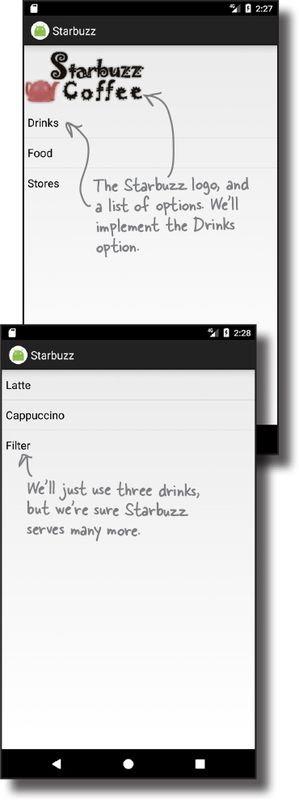 2:27
Starbuzz
Starbuzz
Coffee
Drinks
Food
Stores
The Starbuzz logo, and
a list of options. We'll
implement the Drinks
option.
2:28
Starbuzz
Latte
Cappuccino
Filter
We'll just use three drinks,
but we're sure Starbuzz
serves many more.